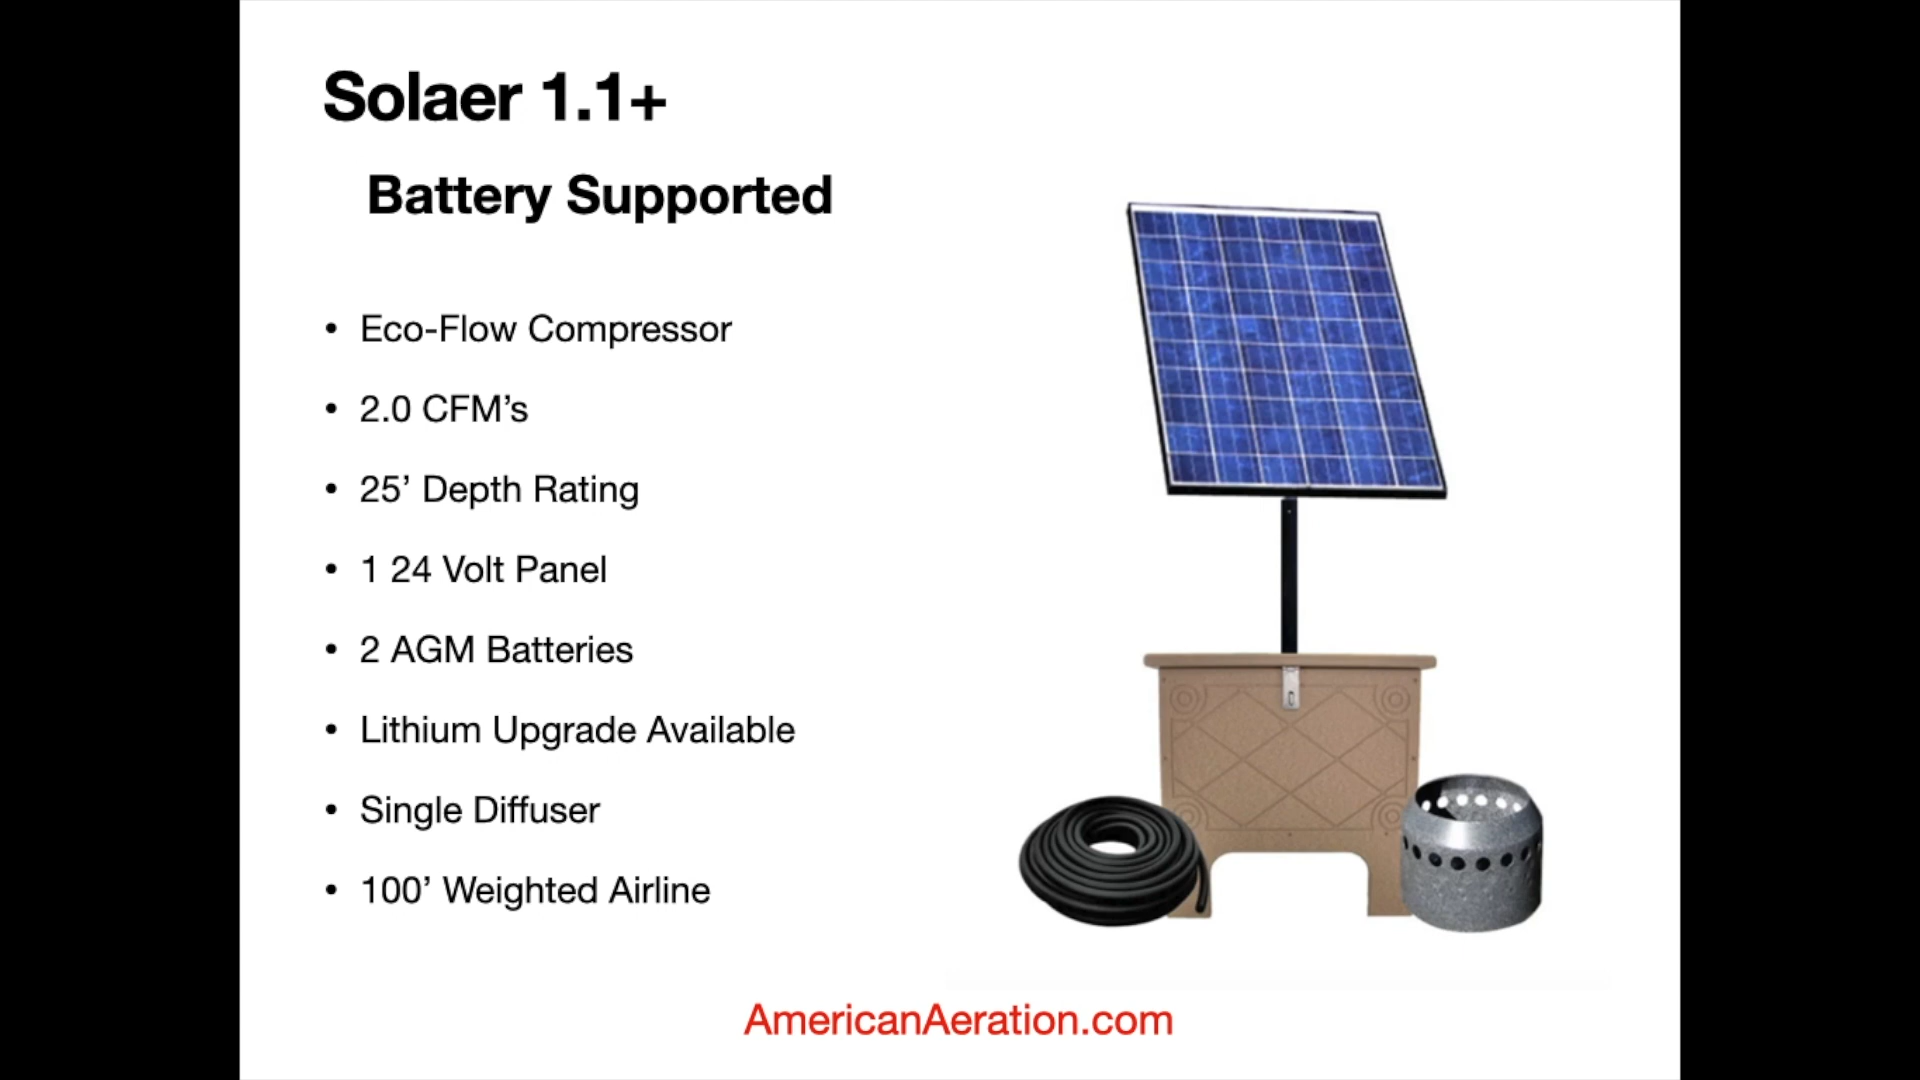 Solaer 1.1+
Battery Supported
• Eco-Flow Compressor
• 2.0 CFM’s
• 25’ Depth Rating
• 1 24 Volt Panel
• 2 AGM Batteries
• Lithium Upgrade Available
• Single Diffuser
• 100’ Weighted Airline
AmericanAeration.com